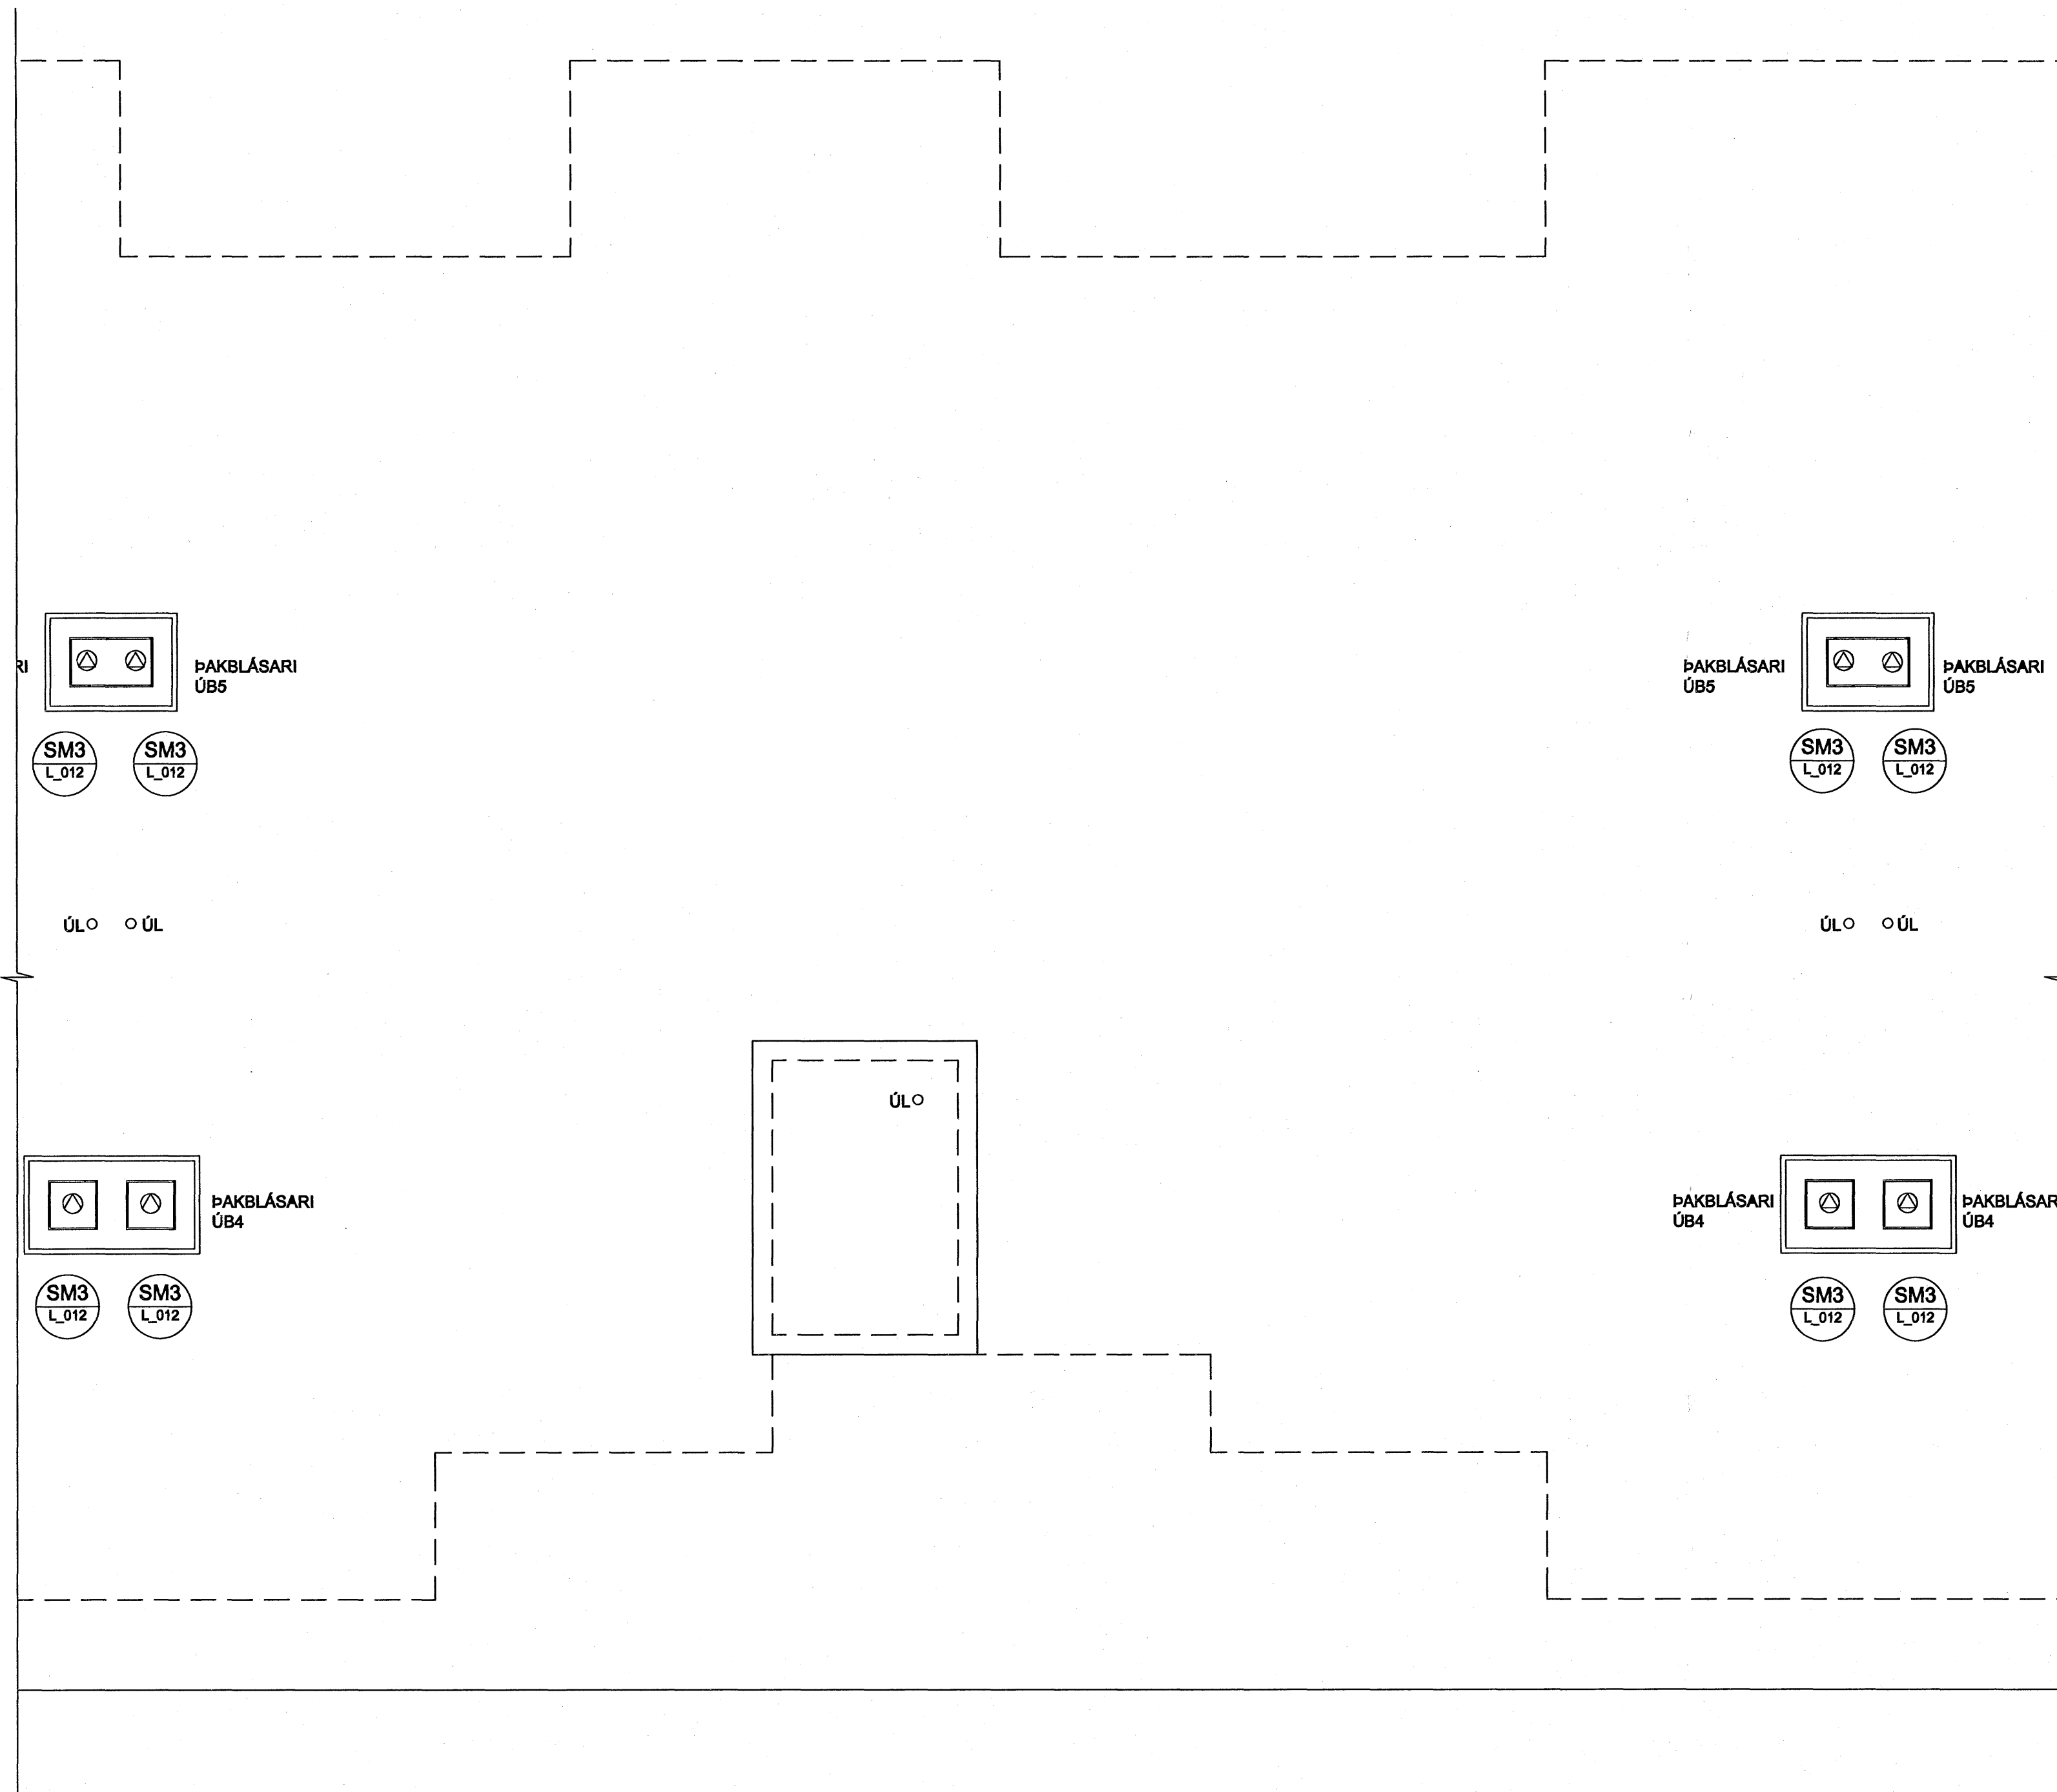 RI
ÞAKBLÁSARI
ÚB5
ÞAKBLÁSARI
ÚB5
ÞAKBLÁSARI
ÚB5
SM3
L_012
SM3
L_012
SM3
L_012
SM3
L_012
ÚL
ÚL
ÚL
ÚL
ÚL
ÞAKBLÁSARI
ÚB4
ÞAKBLÁSARI
ÚB4
ÞAKBLÁSAR
ÚB4
SM3
L_012
SM3
L_012
SM3
L_012
SM3
L_012